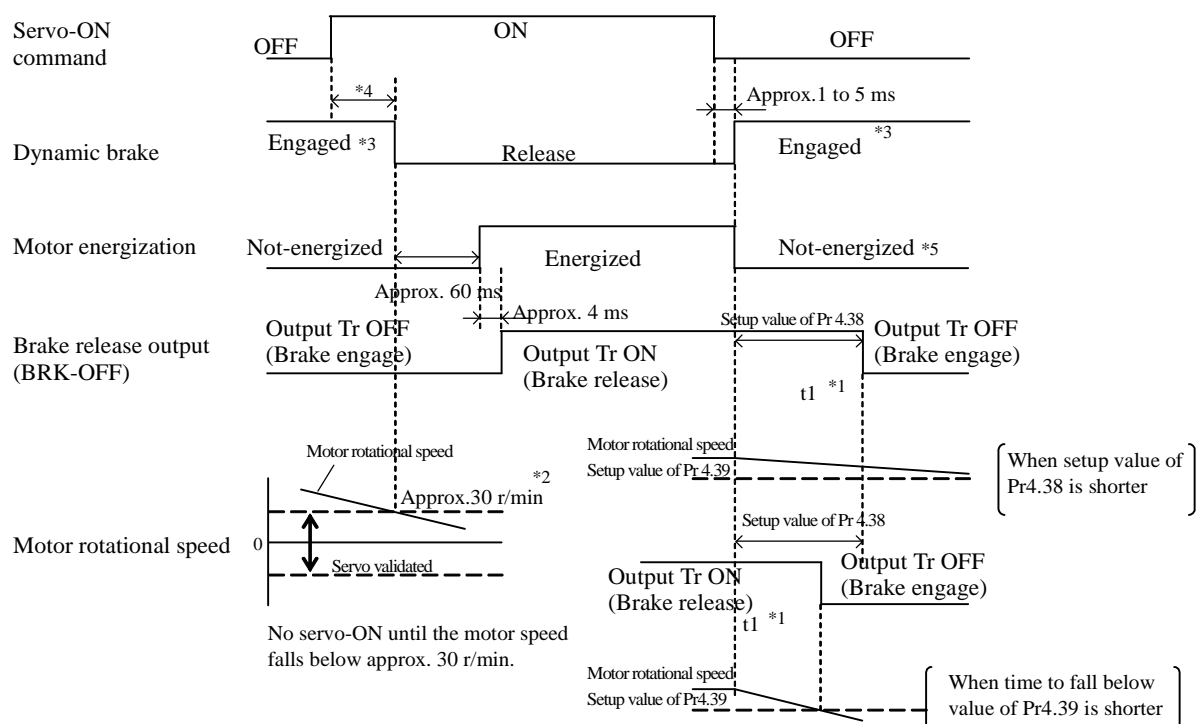 Servo-ON
command
OFF
ON
OFF
*4
Approx.1 to 5 ms
Dynamic brake
Engaged *3
Release
Engaged *3
Motor energization
Not-energized
Energized
Not-energized *5
Approx. 60 ms
Approx. 4 ms
Brake release output
(BRK-OFF)
Output Tr OFF
(Brake engage)
Output Tr ON
(Brake release)
Setup value of Pr 4.38
Output Tr OFF
(Brake engage)
t1 *1
Motor rotational speed
Setup value of Pr 4.39
When setup value of
Pr4.38 is shorter
Motor rotational speed
Motor rotational speed
Approx.30 r/min *2
0
Servo validated
No servo-ON until the motor speed
falls below approx. 30 r/min.
Setup value of Pr 4.38
Output Tr ON
(Brake release)
Output Tr OFF
(Brake engage)
t1 *1
Motor rotational speed
Setup value of Pr4.39
When time to fall below
value of Pr4.39 is shorter